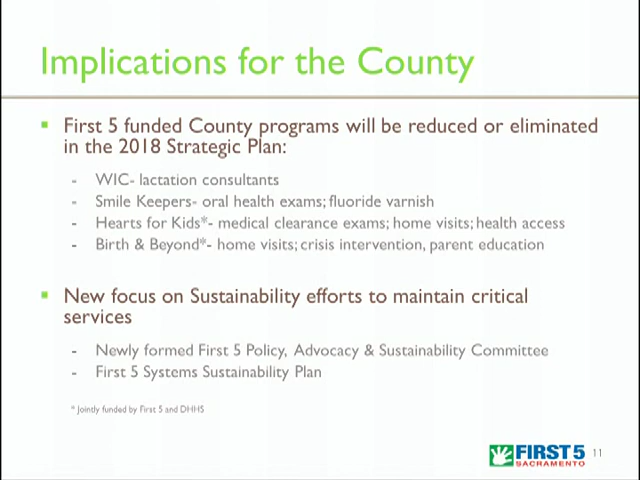 Implications for the County
▪ First 5 funded County programs will be reduced or eliminated
in the 2018 Strategic Plan:
- WIC- lactation consultants
- Smile Keepers- oral health exams; fluoride varnish
- Hearts for Kids*- medical clearance exams; home visits; health access
- Birth & Beyond*- home visits; crisis intervention, parent education
▪ New focus on Sustainability efforts to maintain critical
services
- Newly formed First 5 Policy, Advocacy & Sustainability Committee
- First 5 Systems Sustainability Plan
* Jointly funded by First 5 and DHHS
FIRST 5
SACRAMENTO
11